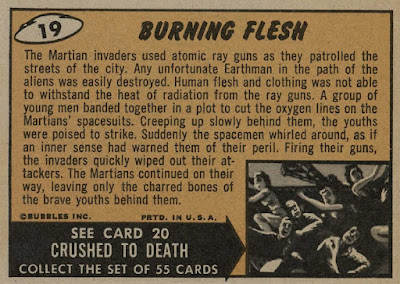 19
BURNING FLESH
The Martian invaders used atomic ray guns as they patrolled the
streets of the city. Any unfortunate Earthman in the path of the
aliens was easily destroyed. Human flesh and clothing was not able
to withstand the heat of radiation from the ray guns. A group of
young men banded together in a plot to cut the oxygen lines on the
Martians' spacesuits. Creeping up slowly behind them, the youths
were poised to strike. Suddenly the spacemen whirled around, as if
an inner sense had warned them of their peril. Firing their guns,
the invaders quickly wiped out their at-
tackers. The Martians continued on their
way, leaving only the charred bones of
the brave youths behind them.
©BUBBLES INC. PRTD. IN U.S.A.
SEE CARD 20
CRUSHED TO DEATH
COLLECT THE SET OF 55 CARDS